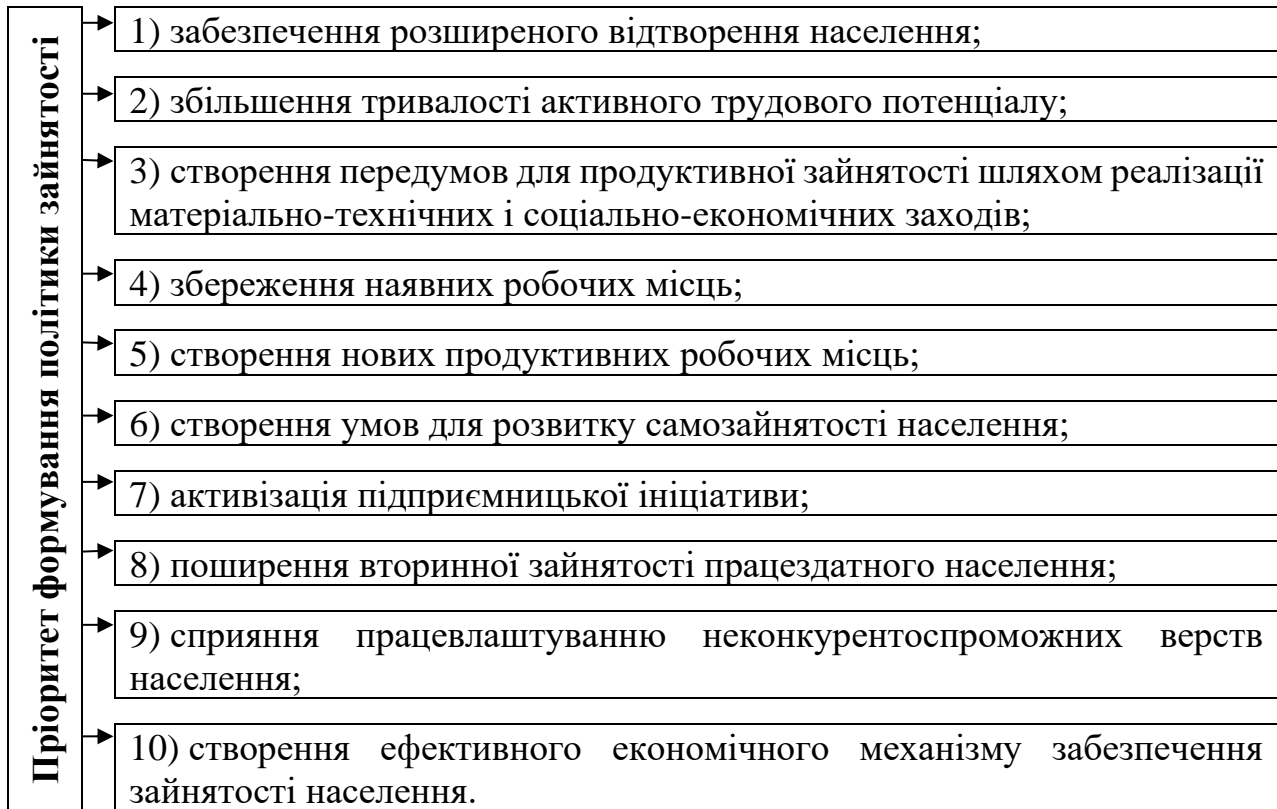 Пріоритет формування політики зайнятості
1) забезпечення розширеного відтворення населення;
2) збільшення тривалості активного трудового потенціалу;
3) створення передумов для продуктивної зайнятості шляхом реалізації
матеріально-технічних і соціально-економічних заходів;
4) збереження наявних робочих місць;
5) створення нових продуктивних робочих місць;
6) створення умов для розвитку самозайнятості населення;
7) активізація підприємницької ініціативи;
8) поширення вторинної зайнятості працездатного населення;
9) сприяння працевлаштуванню неконкурентоспроможних верств
населення;
10) створення ефективного економічного механізму забезпечення
зайнятості населення.